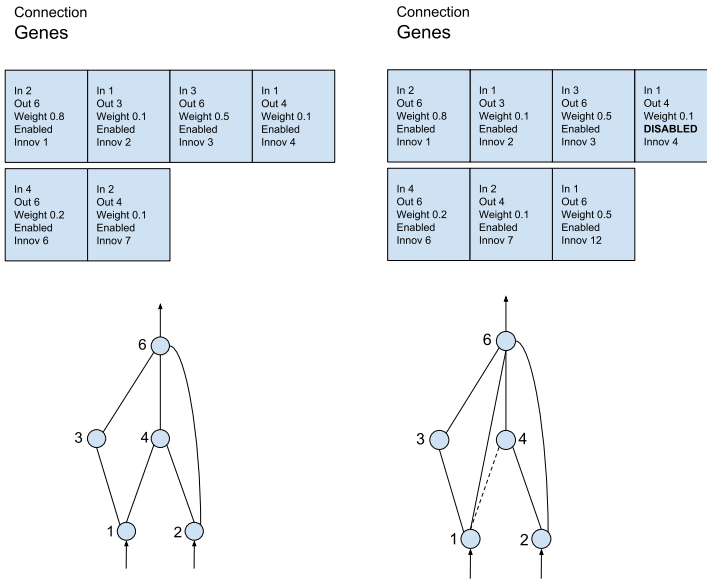 Connection
Genes
In 2
Out 6
Weight 0.8
Enabled
Innov 1
In 1
Out 3
Weight 0.1
Enabled
Innov 2
In 3
Out 6
Weight 0.5
Enabled
Innov 3
In 1
Out 4
Weight 0.1
Enabled
Innov 4
In 4
Out 6
Weight 0.2
Enabled
Innov 6
In 2
Out 4
Weight 0.1
Enabled
Innov 7
6
3
4
1
2
Connection
Genes
In 2
Out 6
Weight 0.8
Enabled
Innov 1
In 1
Out 3
Weight 0.1
Enabled
Innov 2
In 3
Out 6
Weight 0.5
Enabled
Innov 3
In 1
Out 4
Weight 0.1
DISABLED
Innov 4
In 4
Out 6
Weight 0.2
Enabled
Innov 6
In 2
Out 4
Weight 0.1
Enabled
Innov 7
In 1
Out 6
Weight 0.5
Enabled
Innov 12
6
3
4
1
2